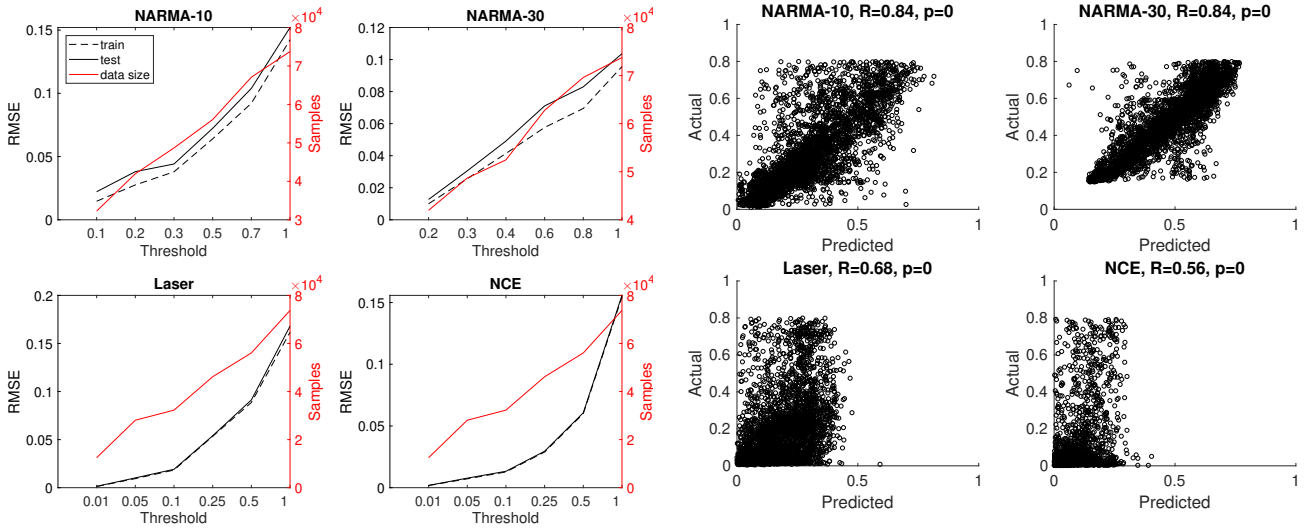 NARMA-10
×10⁴
0.15
0.1
0.05
0
RMSE
train
test
data size
8
7
6
5
4
3
Samples
0.1 0.2 0.3 0.5 0.7 1
Threshold
NARMA-30
×10⁴
0.12
0.1
0.08
0.06
0.04
0.02
0
RMSE
8
7
6
5
4
Samples
0.2 0.3 0.4 0.6 0.8 1
Threshold
NARMA-10, R=0.84, p=0
1
0.8
0.6
0.4
0.2
0
Actual
0 0.5 1
Predicted
NARMA-30, R=0.84, p=0
1
0.8
0.6
0.4
0.2
0
Actual
0 0.5 1
Predicted
Laser
×10⁴
0.2
0.15
0.1
0.05
0
RMSE
8
6
4
2
0
Samples
0.01 0.05 0.1 0.25 0.5 1
Threshold
NCE
×10⁴
0.15
0.1
0.05
0
RMSE
8
6
4
2
0
Samples
0.01 0.05 0.1 0.25 0.5 1
Threshold
Laser, R=0.68, p=0
1
0.8
0.6
0.4
0.2
0
Actual
0 0.5 1
Predicted
NCE, R=0.56, p=0
1
0.8
0.6
0.4
0.2
0
Actual
0 0.5 1
Predicted